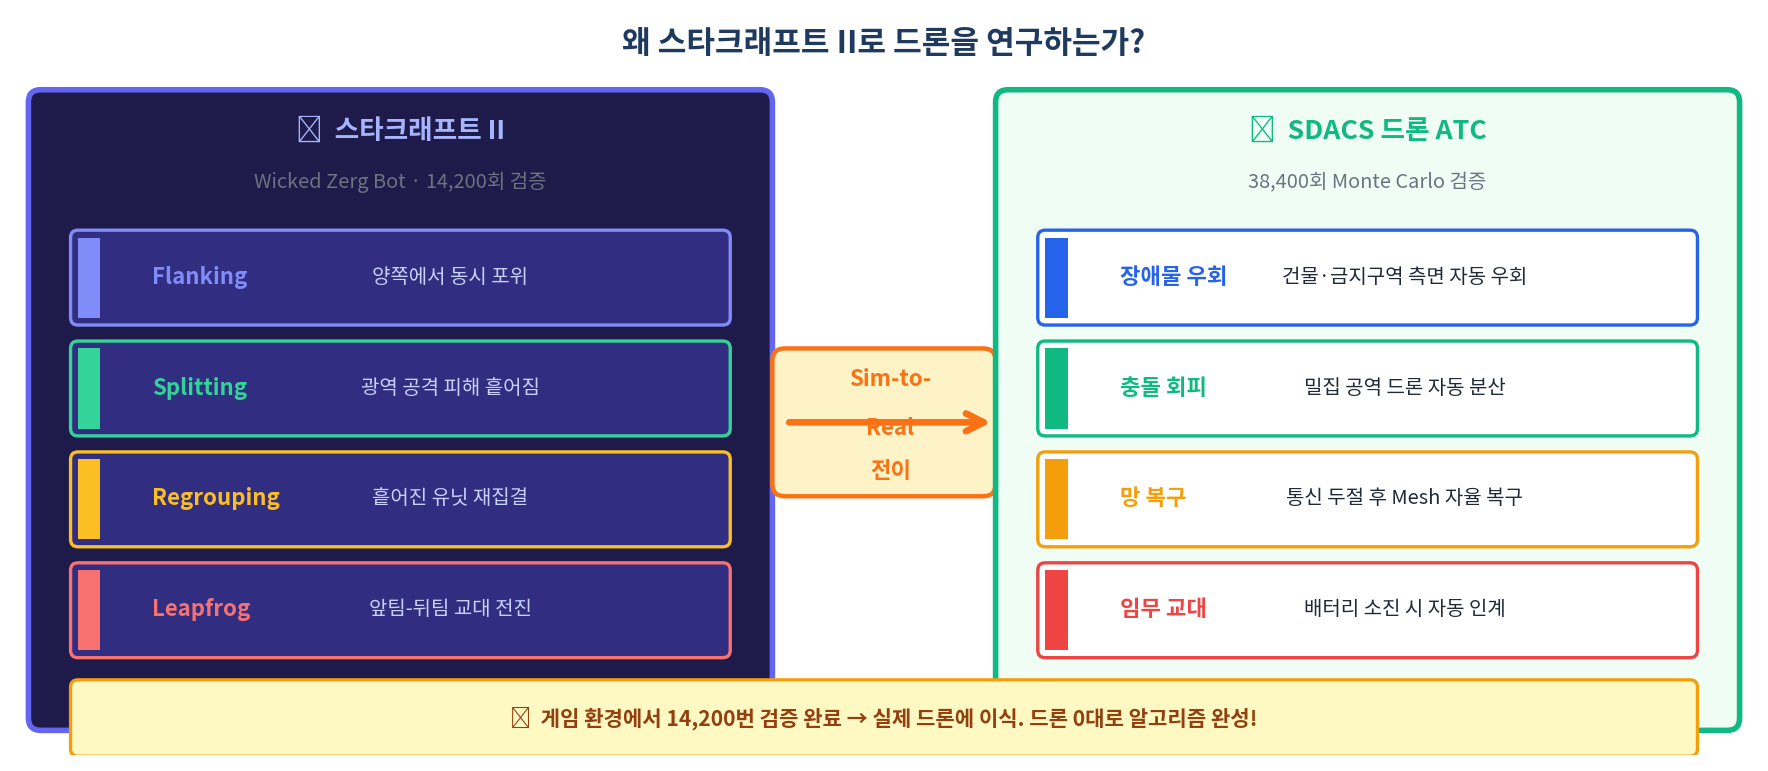 왜 스타크래프트 II로 드론을 연구하는가?
스타크래프트 II
Wicked Zerg Bot · 14,200회 검증
Flanking 양쪽에서 동시 포위
Splitting 광역 공격 피해 흩어짐
Regrouping 흩어진 유닛 재집결
Leapfrog 앞팀-뒤팀 교대 전진
Sim-to-
Real
전이
SDACS 드론 ATC
38,400회 Monte Carlo 검증
장애물 우회 건물·금지구역 측면 자동 우회
충돌 회피 밀집 공역 드론 자동 분산
망 복구 통신 두절 후 Mesh 자율 복구
임무 교대 배터리 소진 시 자동 인계
게임 환경에서 14,200번 검증 완료 → 실제 드론에 이식. 드론 0대로 알고리즘 완성!